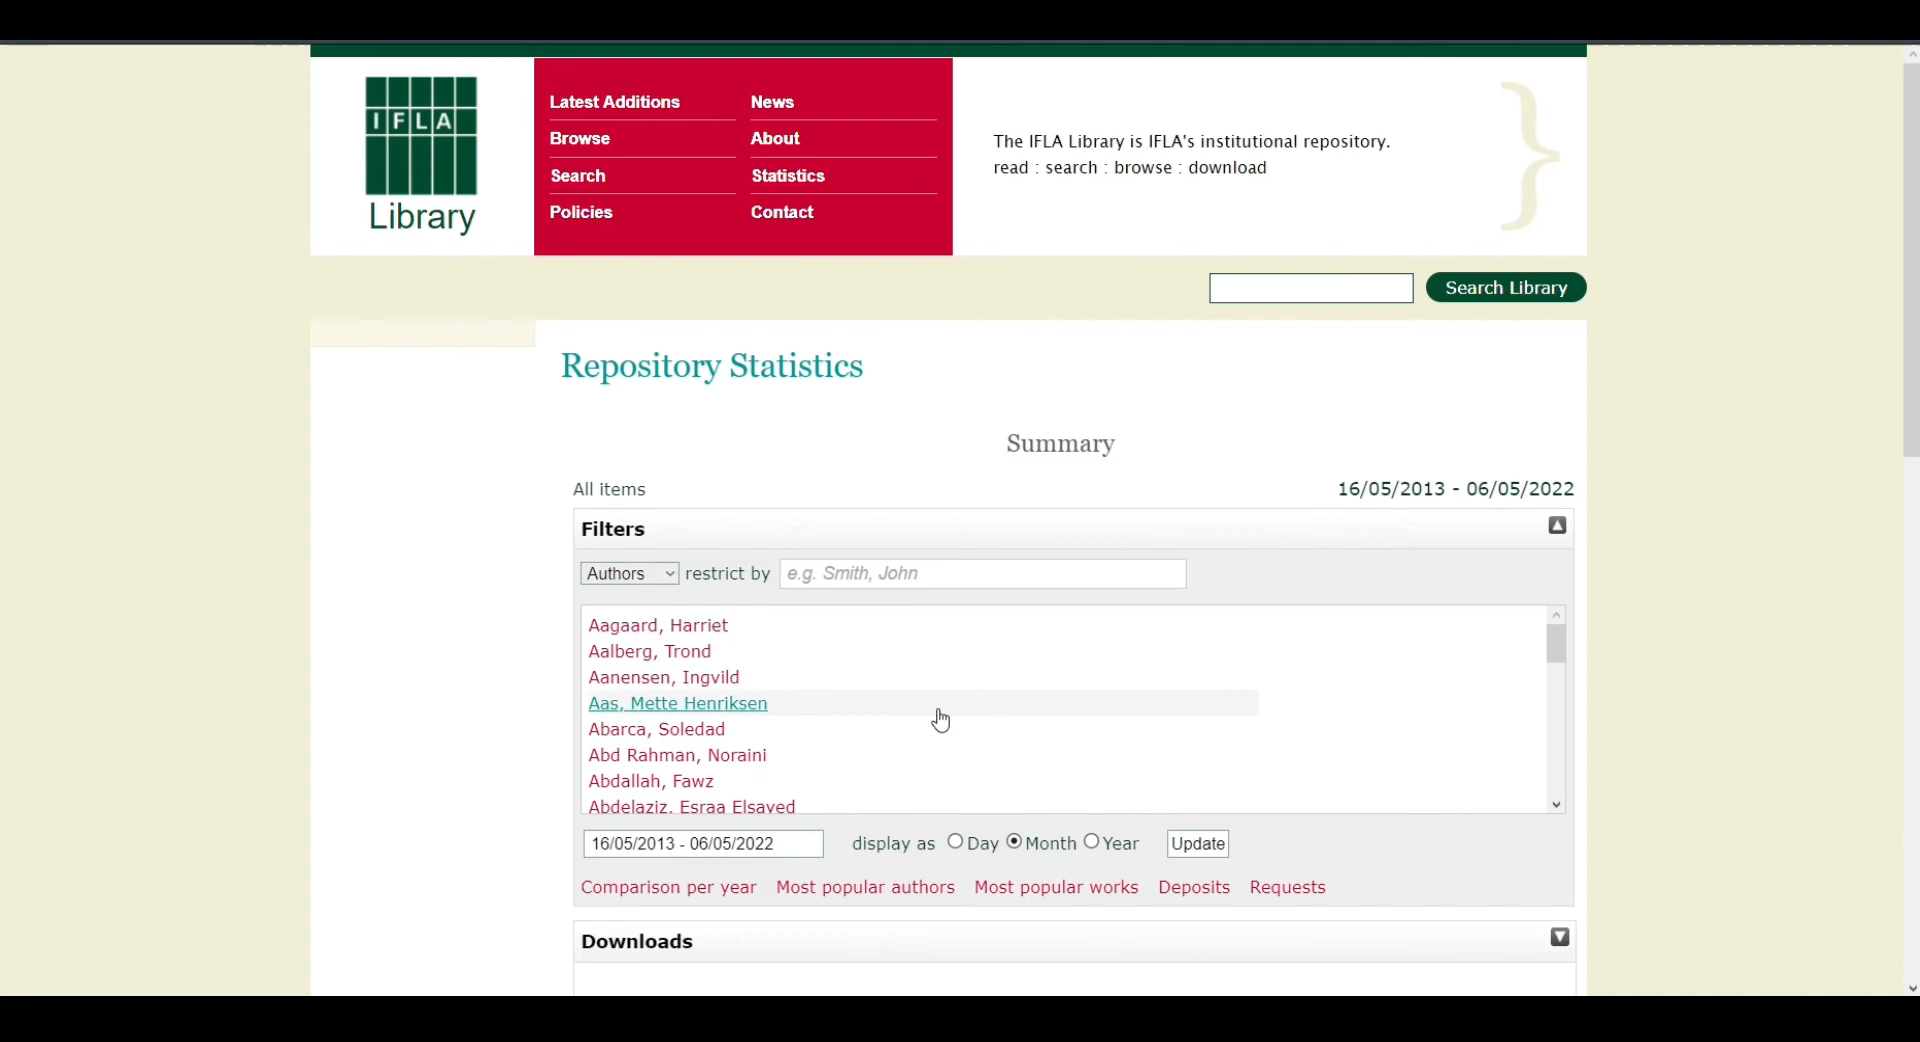 IFLA
Library
Latest Additions
News
Browse
About
Search
Statistics
Policies
Contact
The IFLA Library is IFLA's institutional repository.
read : search : browse : download
Search Library
Repository Statistics
Summary
All items
16/05/2013 - 06/05/2022
Filters
Authors restrict by e.g. Smith, John
Aagaard, Harriet
Aalberg, Trond
Aanensen, Ingvild
Aas, Mette Henriksen
Abarca, Soledad
Abd Rahman, Noraini
Abdallah, Fawz
Abdelaziz, Esraa Elsayed
16/05/2013 - 06/05/2022 display as Day Month Year Update
Comparison per year Most popular authors Most popular works Deposits Requests
Downloads